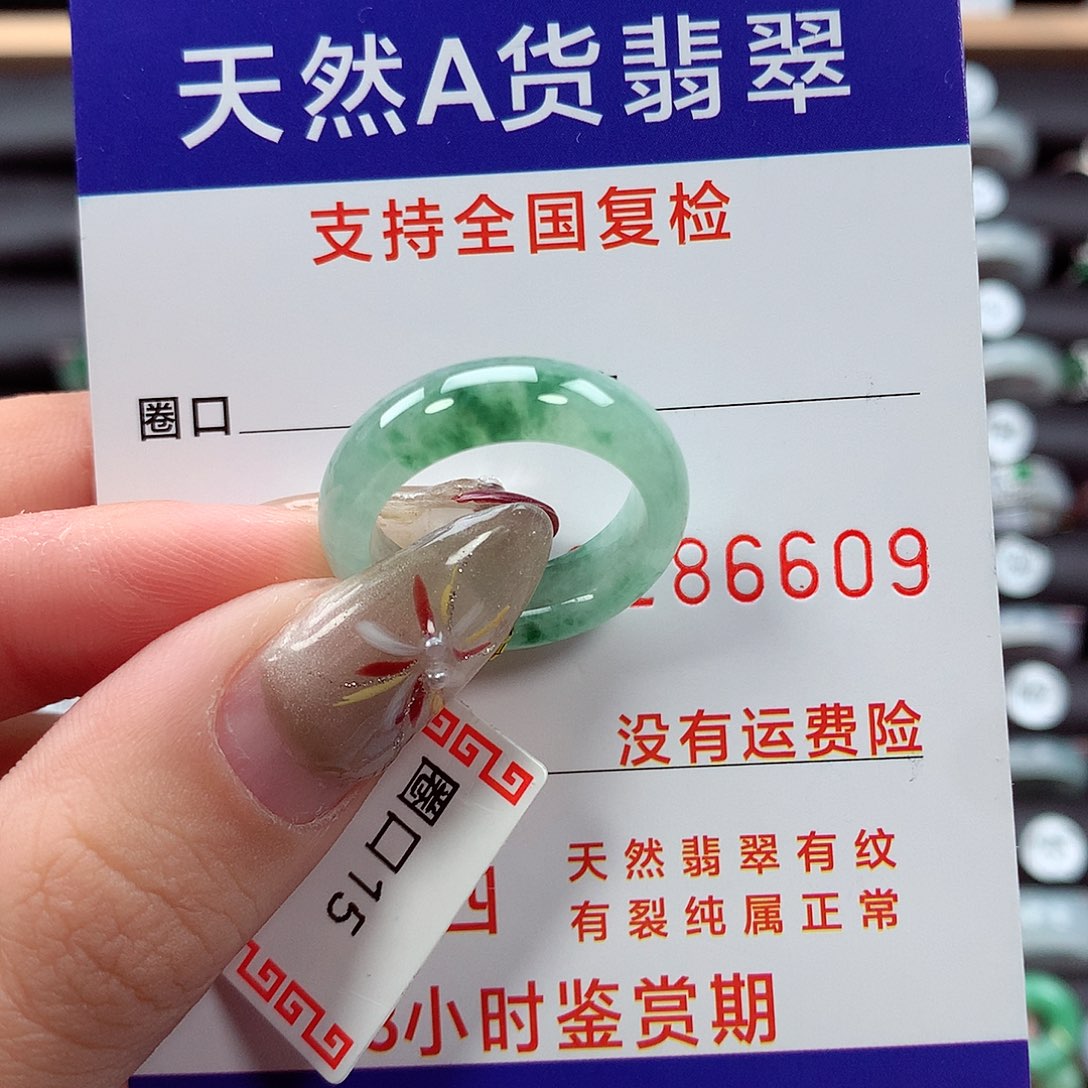 天然A货翡翠
支持全国复检
圈口
86609
没有运费险
天然翡翠有纹
有裂纯属正常
小时鉴赏期
圈口15